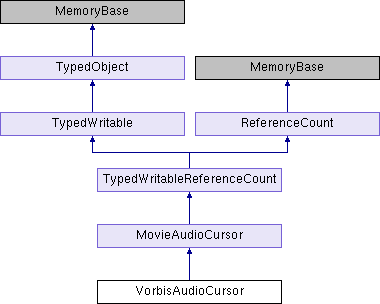 MemoryBase
TypedObject
MemoryBase
TypedWritable
ReferenceCount
TypedWritableReferenceCount
MovieAudioCursor
VorbisAudioCursor